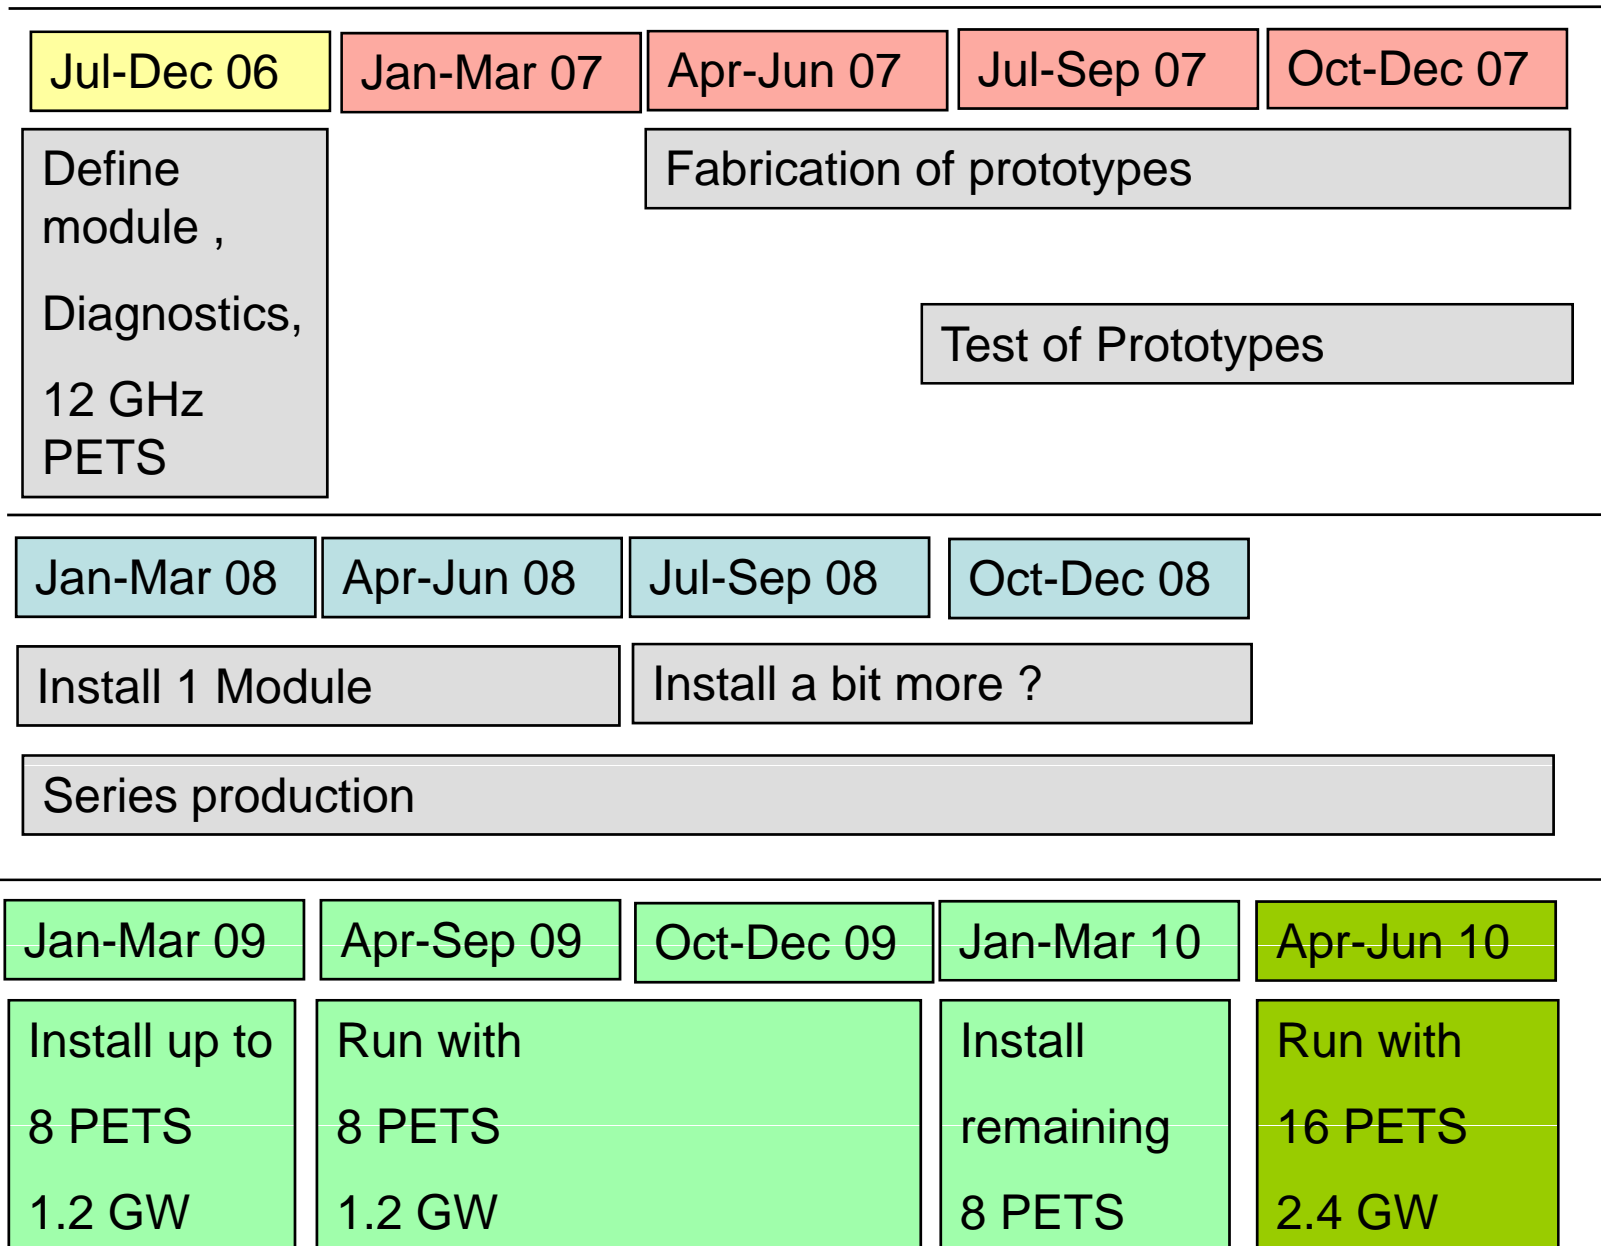 Jul-Dec 06
Jan-Mar 07
Apr-Jun 07
Jul-Sep 07
Oct-Dec 07
Define
module ,
Diagnostics,
12 GHz
PETS
Fabrication of prototypes
Test of Prototypes
Jan-Mar 08
Apr-Jun 08
Jul-Sep 08
Oct-Dec 08
Install 1 Module
Install a bit more ?
Series production
Jan-Mar 09
Apr-Sep 09
Oct-Dec 09
Jan-Mar 10
Apr-Jun 10
Install up to
8 PETS
1.2 GW
Run with
8 PETS
1.2 GW
Install
remaining
8 PETS
Run with
16 PETS
2.4 GW